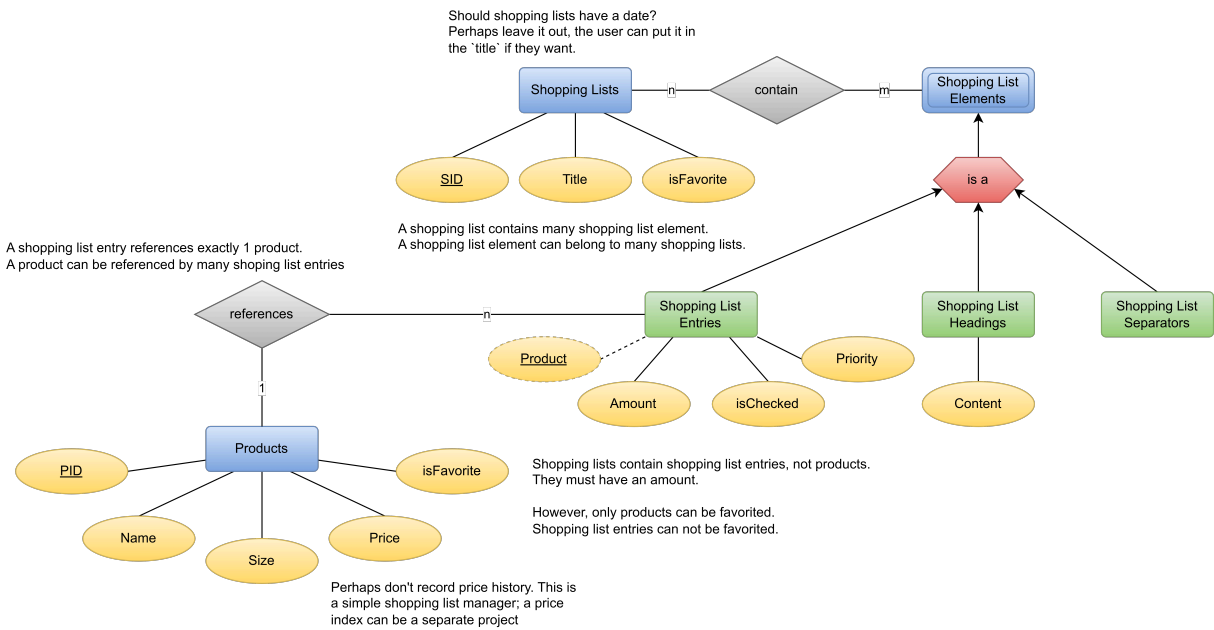 Should shopping lists have a date?
Perhaps leave it out, the user can put it in
the `title` if they want.
Shopping Lists
n
contain
m
Shopping List
Elements
SID
Title
isFavorite
is a
A shopping list contains many shopping list element.
A shopping list element can belong to many shopping lists.
A shopping list entry references exactly 1 product.
A product can be referenced by many shoping list entries
references
n
Shopping List
Entries
Shopping List
Headings
Shopping List
Separators
Product
Priority
Amount
isChecked
Content
1
Products
PID
isFavorite
Name
Size
Price
Shopping lists contain shopping list entries, not products.
They must have an amount.
However, only products can be favorited.
Shopping list entries can not be favorited.
Perhaps don't record price history. This is
a simple shopping list manager; a price
index can be a separate project